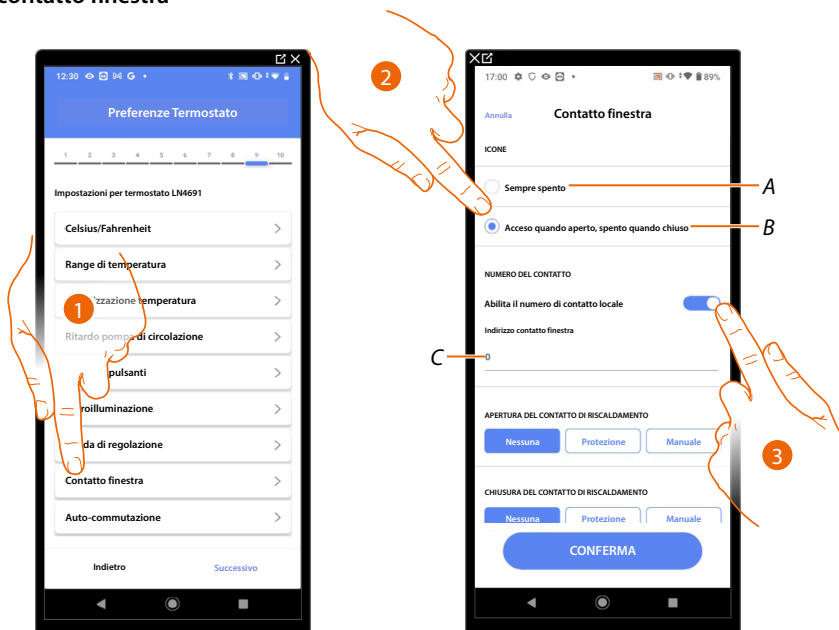 contatto finestra
12:30
Preferenze Termostato
1 2 3 4 5 6 7 8 9 10
Impostazioni per termostato LN4691
Celsius/Fahrenheit
Range di temperatura
zzazione temperatura
Ritardo pompa di circolazione
pulsanti
roilluminazione
da di regolazione
Contatto finestra
Auto-commutazione
Indietro
Successivo
1
2
17:00
89%
Annulla
Contatto finestra
ICONE
Sempre spento
A
Acceso quando aperto, spento quando chiuso
B
NUMERO DEL CONTATTO
Abilita il numero di contatto locale
Indirizzo contatto finestra
C
0
APERTURA DEL CONTATTO DI RISCALDAMENTO
Nessuna
Protezione
Manuale
3
CHIUSURA DEL CONTATTO DI RISCALDAMENTO
Nessuna
Protezione
Manuale
CONFERMA